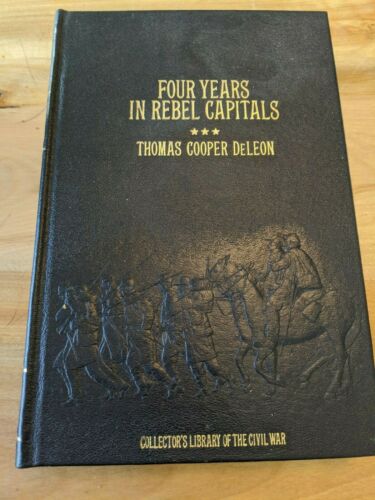 FOUR YEARS
IN REBEL CAPITALS
★★★
THOMAS COOPER DeLEON
COLLECTOR'S LIBRARY OF THE CIVIL WAR